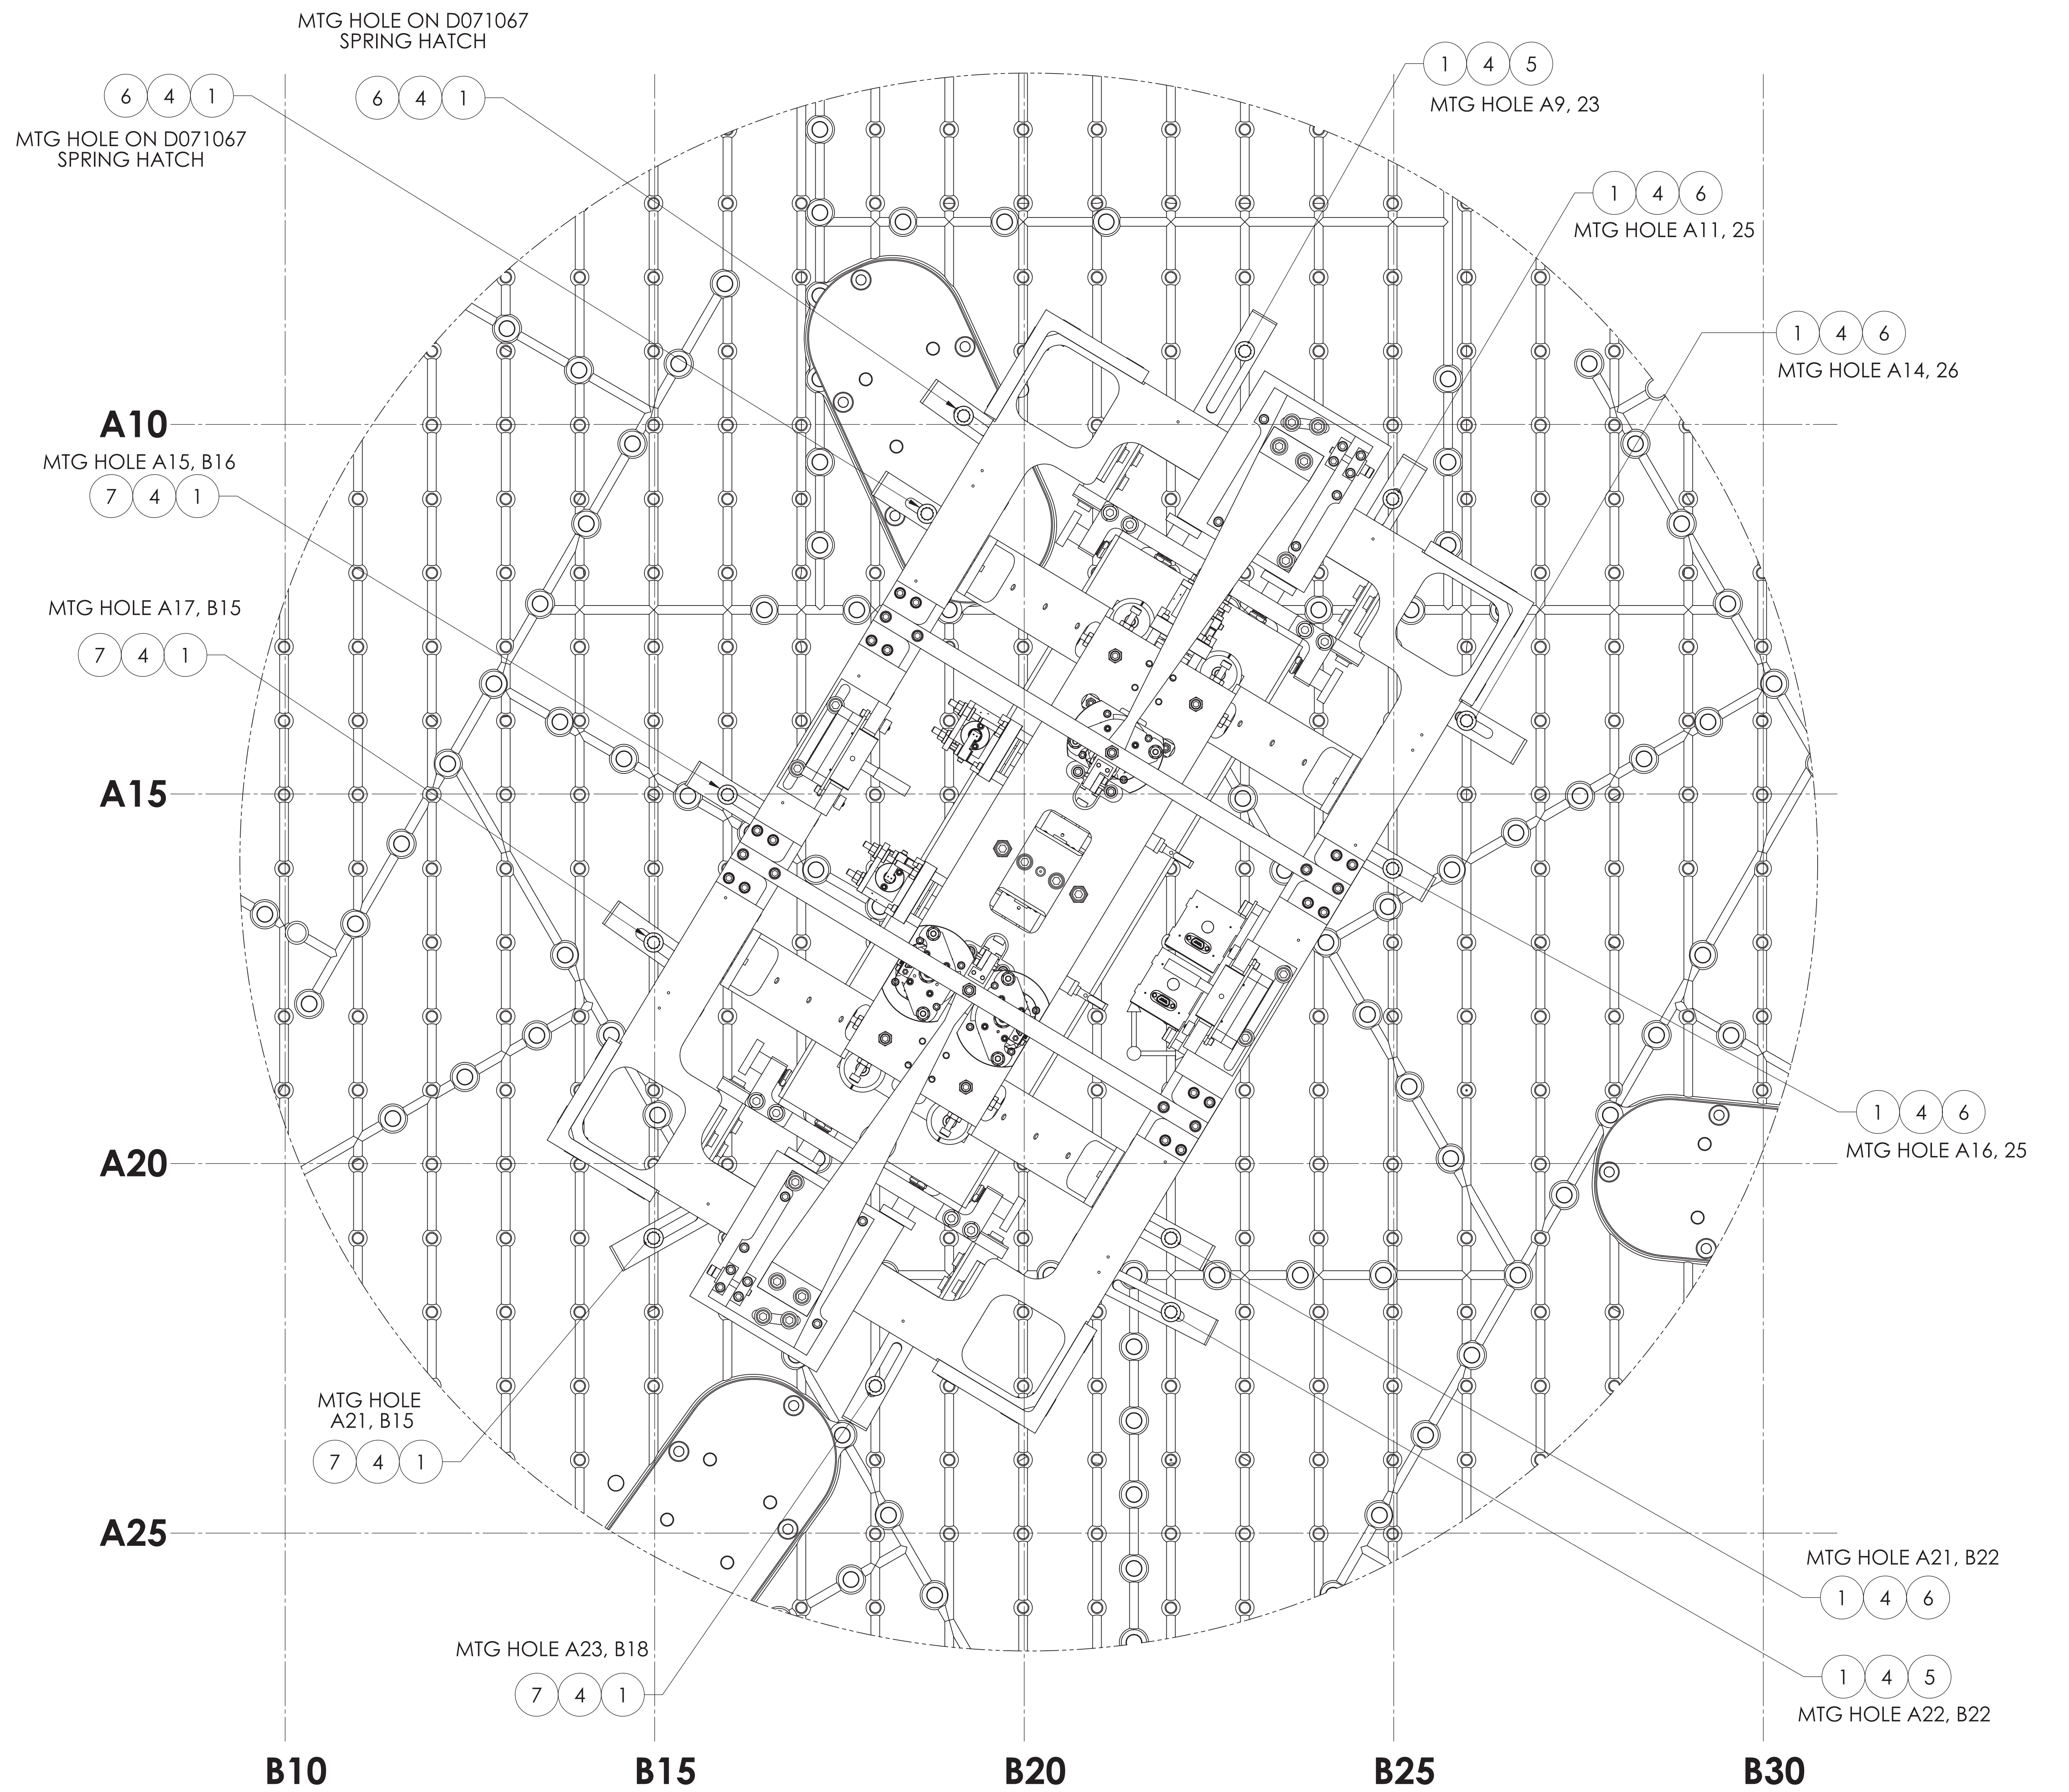 MTG HOLE ON D071067
SPRING HATCH
6 4 1
6 4 1
MTG HOLE ON D071067
SPRING HATCH
1 4 5
MTG HOLE A9, 23
1 4 6
MTG HOLE A11, 25
1 4 6
MTG HOLE A14, 26
A10
MTG HOLE A15, B16
7 4 1
MTG HOLE A17, B15
7 4 1
A15
1 4 6
MTG HOLE A16, 25
A20
MTG HOLE
A21, B15
7 4 1
A25
MTG HOLE A21, B22
1 4 6
MTG HOLE A23, B18
7 4 1
1 4 5
MTG HOLE A22, B22
B10 B15 B20 B25 B30